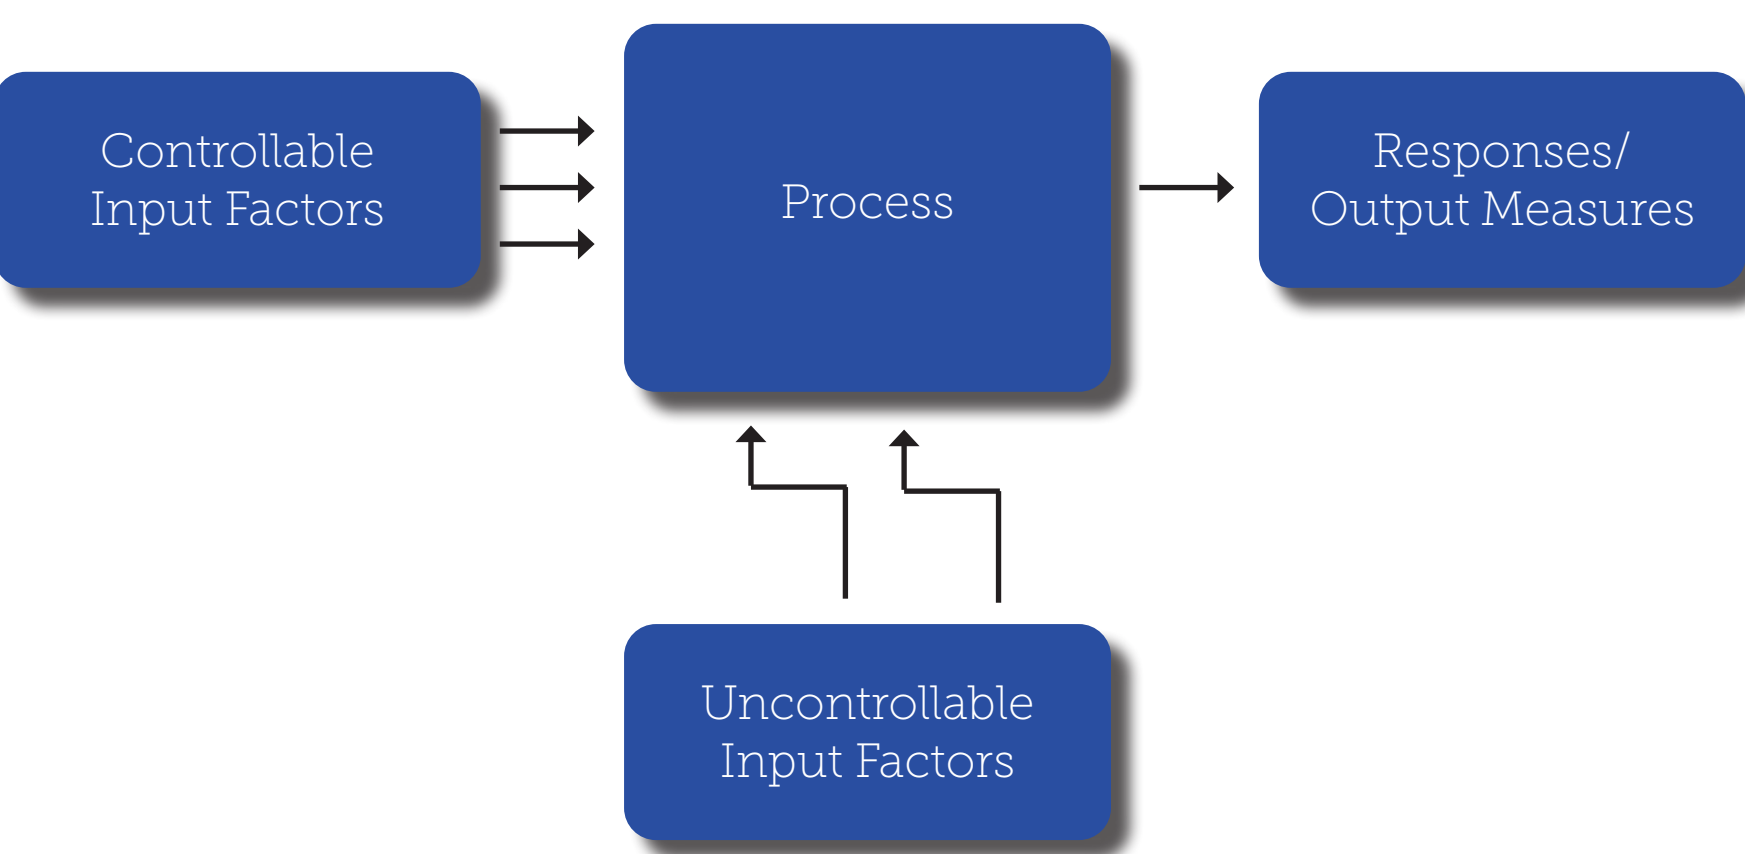 Controllable
Input Factors
Process
Responses/
Output Measures
Uncontrollable
Input Factors